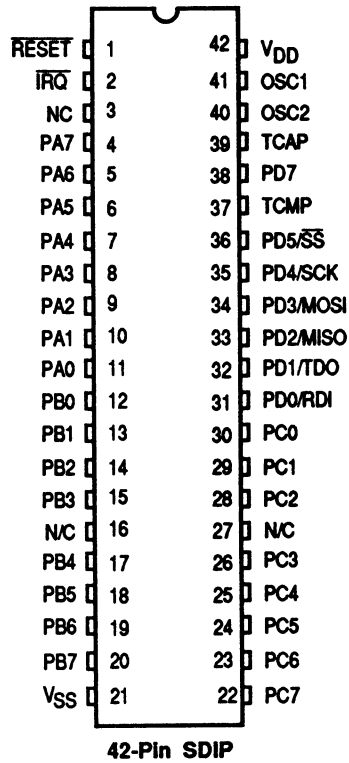 R̅E̅S̅E̅T̅ 1 42 VDD
I̅R̅Q̅ 2 41 OSC1
NC 3 40 OSC2
PA7 4 39 TCAP
PA6 5 38 PD7
PA5 6 37 TCMP
PA4 7 36 PD5/S̅S̅
PA3 8 35 PD4/SCK
PA2 9 34 PD3/MOSI
PA1 10 33 PD2/MISO
PA0 11 32 PD1/TDO
PB0 12 31 PD0/RDI
PB1 13 30 PC0
PB2 14 29 PC1
PB3 15 28 PC2
N/C 16 27 N/C
PB4 17 26 PC3
PB5 18 25 PC4
PB6 19 24 PC5
PB7 20 23 PC6
VSS 21 22 PC7
42-Pin SDIP